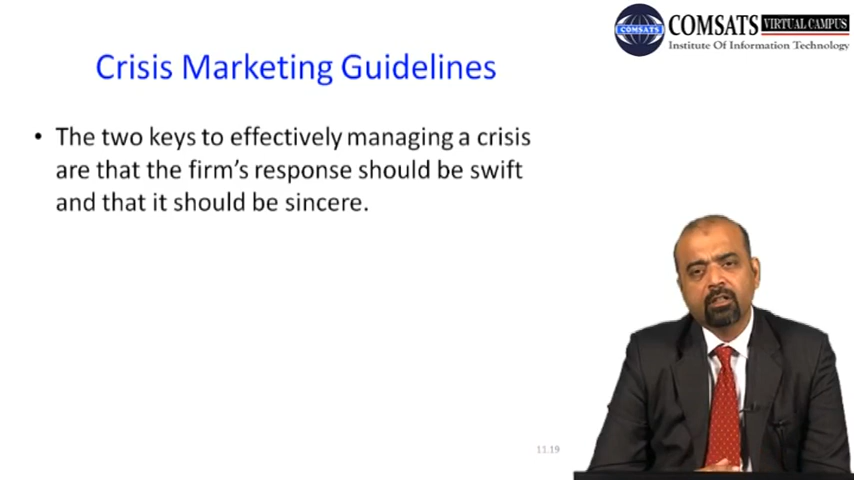 COMSATS VIRTUAL CAMPUS
COMSATS
Institute Of Information Technology
Crisis Marketing Guidelines
• The two keys to effectively managing a crisis
are that the firm's response should be swift
and that it should be sincere.
11.19